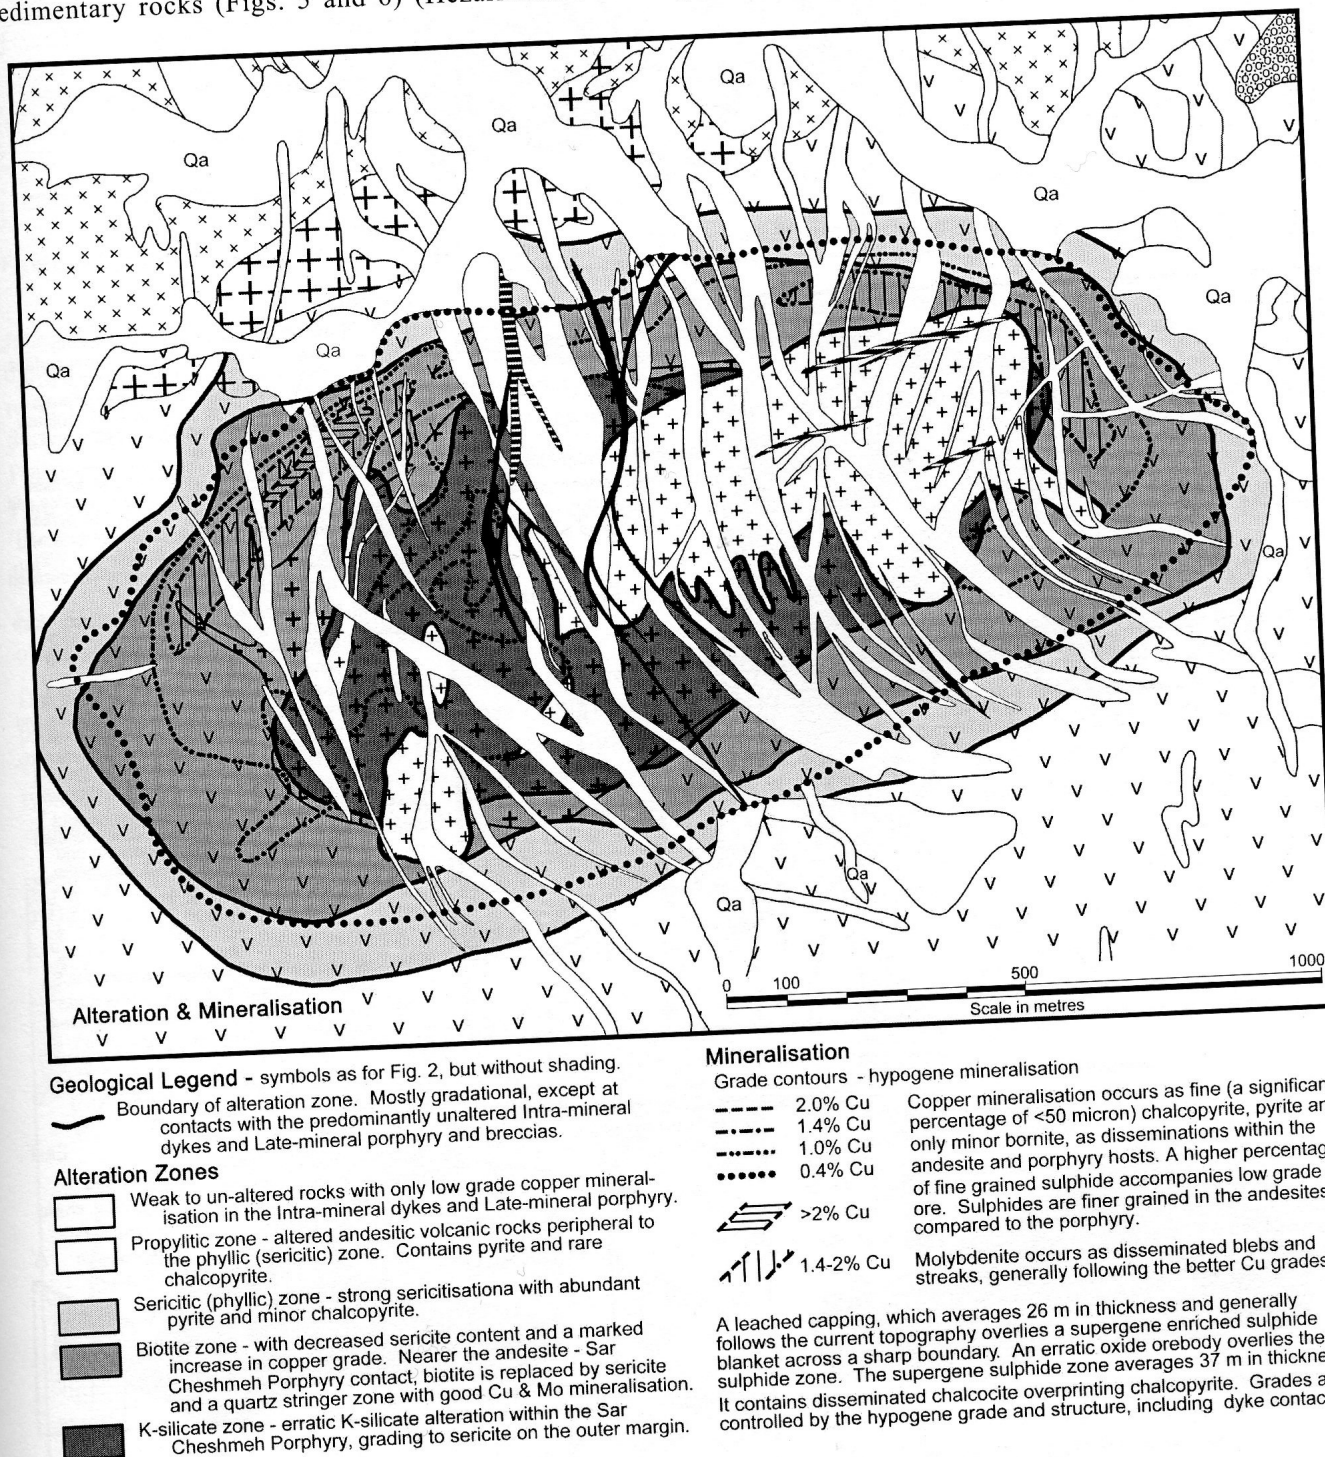 edimentary rocks (Figs. 5 and 6)
Qa
Qa
Qa
Qa
Qa
Qa
Qa
Qa
Qa
Qa
Alteration & Mineralisation
0 100 500 1000
Scale in metres
Geological Legend - symbols as for Fig. 2, but without shading.
Boundary of alteration zone. Mostly gradational, except at
contacts with the predominantly unaltered Intra-mineral
dykes and Late-mineral porphyry and breccias.
Alteration Zones
Weak to un-altered rocks with only low grade copper mineral-
isation in the Intra-mineral dykes and Late-mineral porphyry.
Propylitic zone - altered andesitic volcanic rocks peripheral to
the phyllic (sericitic) zone. Contains pyrite and rare
chalcopyrite.
Sericitic (phyllic) zone - strong sericitisationa with abundant
pyrite and minor chalcopyrite.
Biotite zone - with decreased sericite content and a marked
increase in copper grade. Nearer the andesite - Sar
Cheshmeh Porphyry contact, biotite is replaced by sericite
and a quartz stringer zone with good Cu & Mo mineralisation.
K-silicate zone - erratic K-silicate alteration within the Sar
Cheshmeh Porphyry, grading to sericite on the outer margin.
Mineralisation
Grade contours - hypogene mineralisation
2.0% Cu
1.4% Cu
1.0% Cu
0.4% Cu
>2% Cu
1.4-2% Cu
Copper mineralisation occurs as fine (a significan
percentage of <50 micron) chalcopyrite, pyrite an
only minor bornite, as disseminations within the
andesite and porphyry hosts. A higher percentag
of fine grained sulphide accompanies low grade
ore. Sulphides are finer grained in the andesites
compared to the porphyry.
Molybdenite occurs as disseminated blebs and
streaks, generally following the better Cu grades
A leached capping, which averages 26 m in thickness and generally
follows the current topography overlies a supergene enriched sulphide
blanket across a sharp boundary. An erratic oxide orebody overlies the
sulphide zone. The supergene sulphide zone averages 37 m in thickne
It contains disseminated chalcocite overprinting chalcopyrite. Grades a
controlled by the hypogene grade and structure, including dyke contac